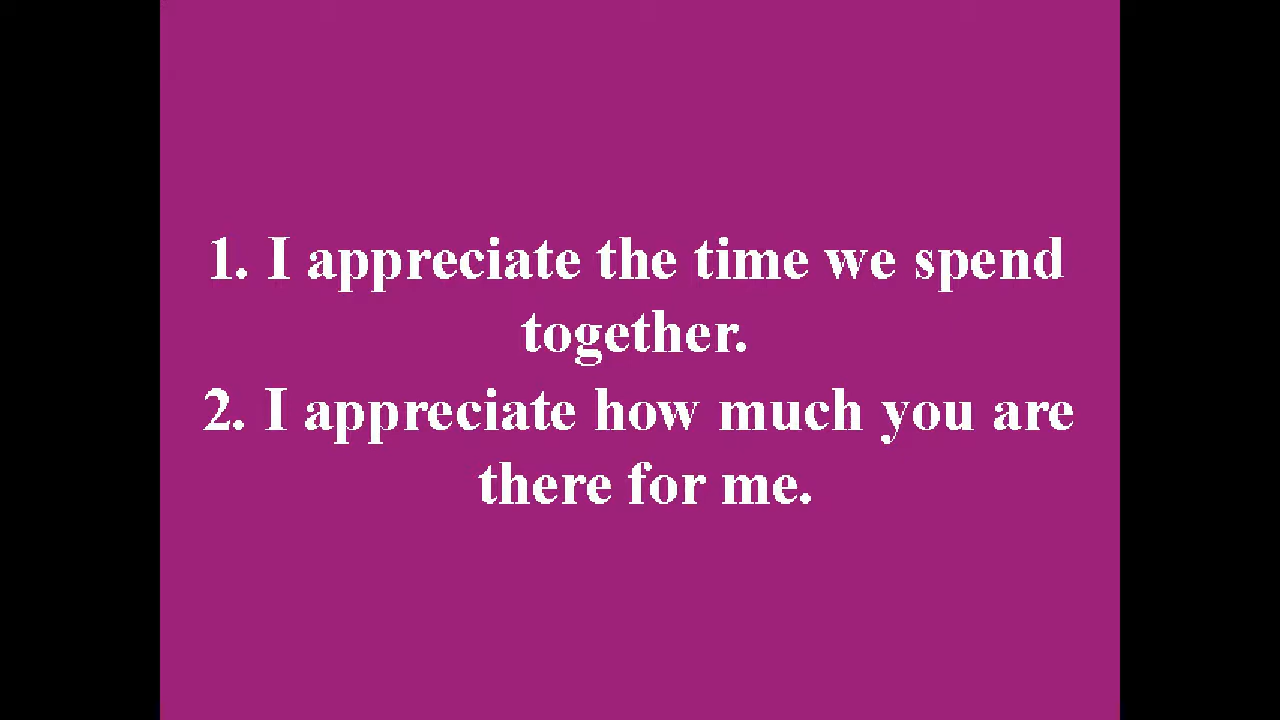 1. I appreciate the time we spend
together.
2. I appreciate how much you are
there for me.